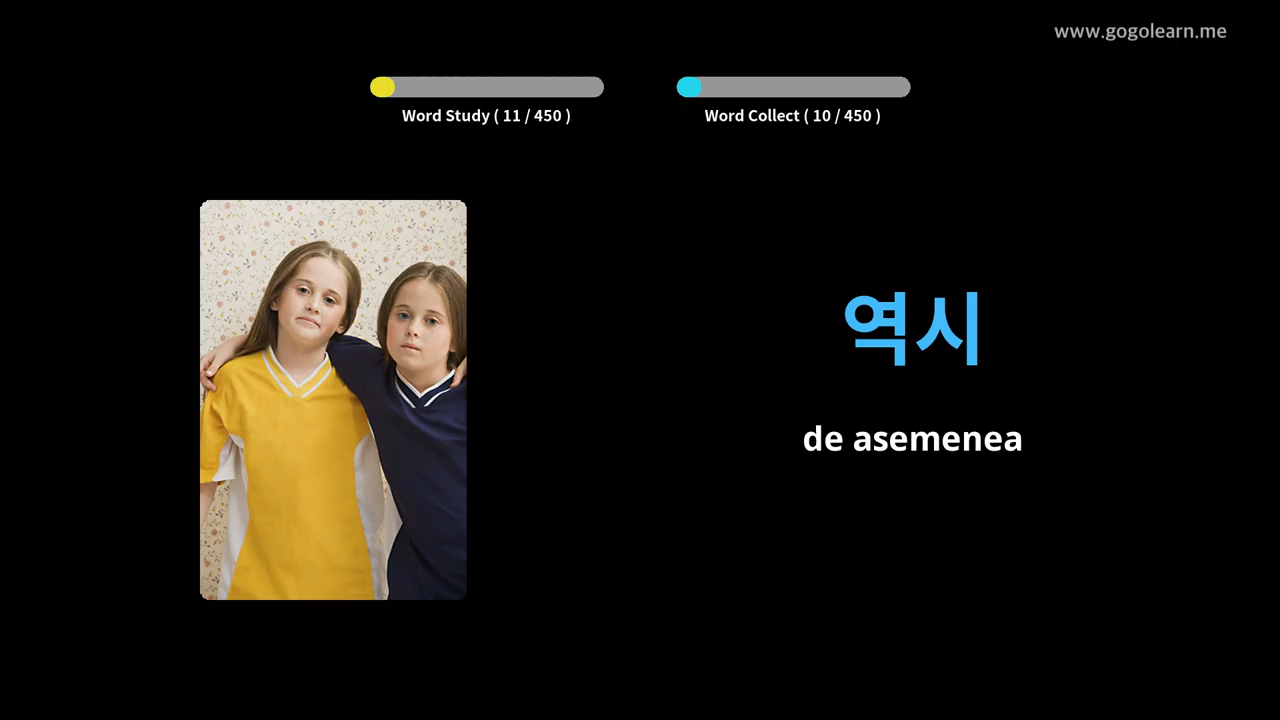 www.gogolearn.me
Word Study ( 11 / 450 )
Word Collect ( 10 / 450 )
역시
de asemenea